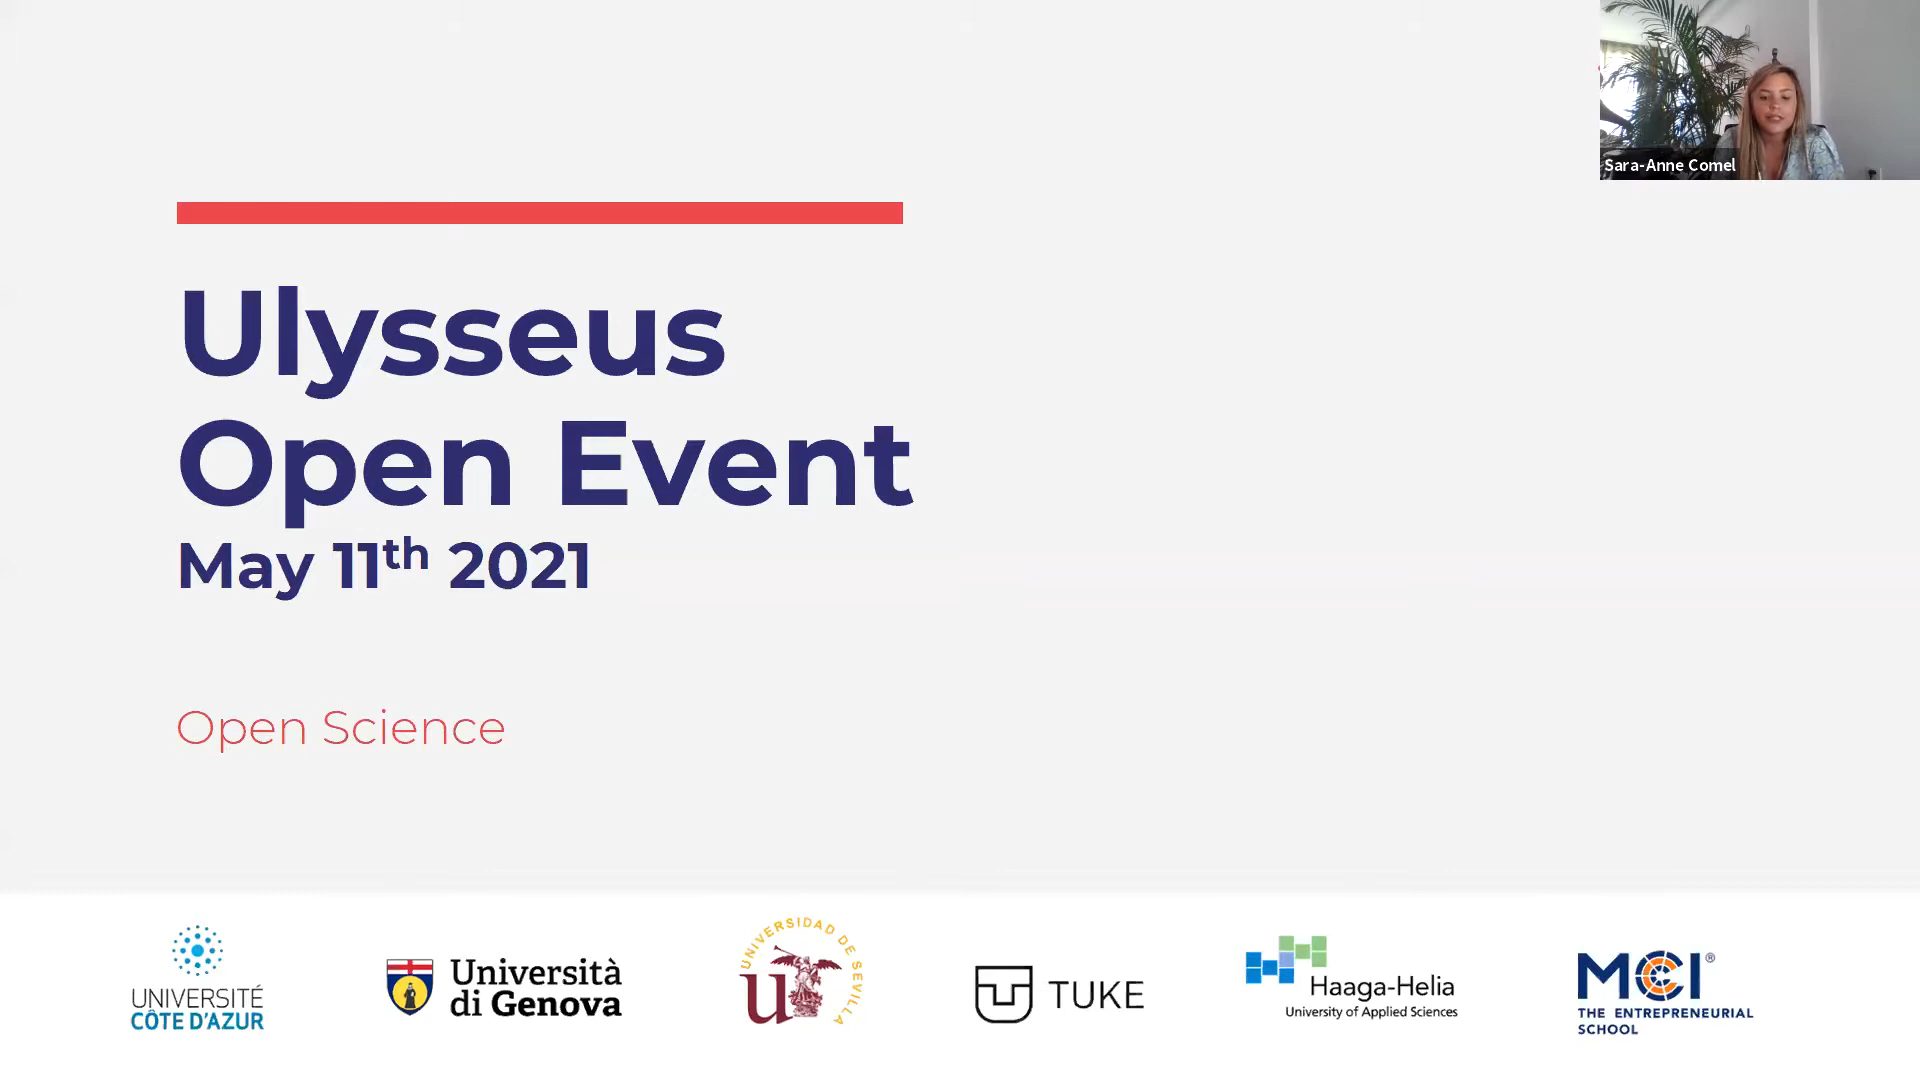 Sara-Anne Comel
Ulysseus
Open Event
May 11th 2021
Open Science
UNIVERSITÉ
CÔTE D'AZUR
Università
di Genova
UNIVERSIDAD DE SEVILLA
u
TUKE
Haaga-Helia
University of Applied Sciences
MCI®
THE ENTREPRENEURIAL
SCHOOL